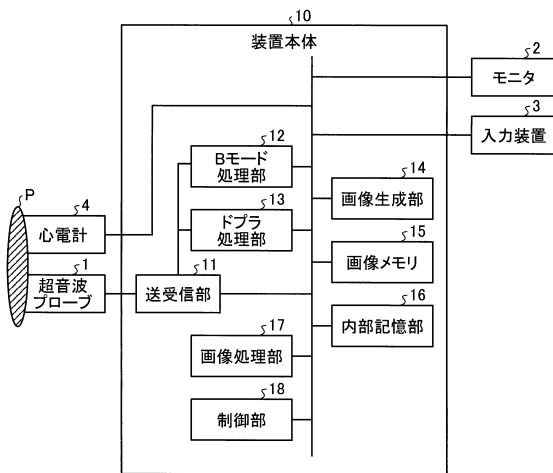 10
装置本体
2
モニタ
3
入力装置
12
Bモード
処理部
14
画像生成部
P
4
心電計
13
ドプラ
処理部
15
画像メモリ
1
超音波
プローブ
11
送受信部
16
内部記憶部
17
画像処理部
18
制御部